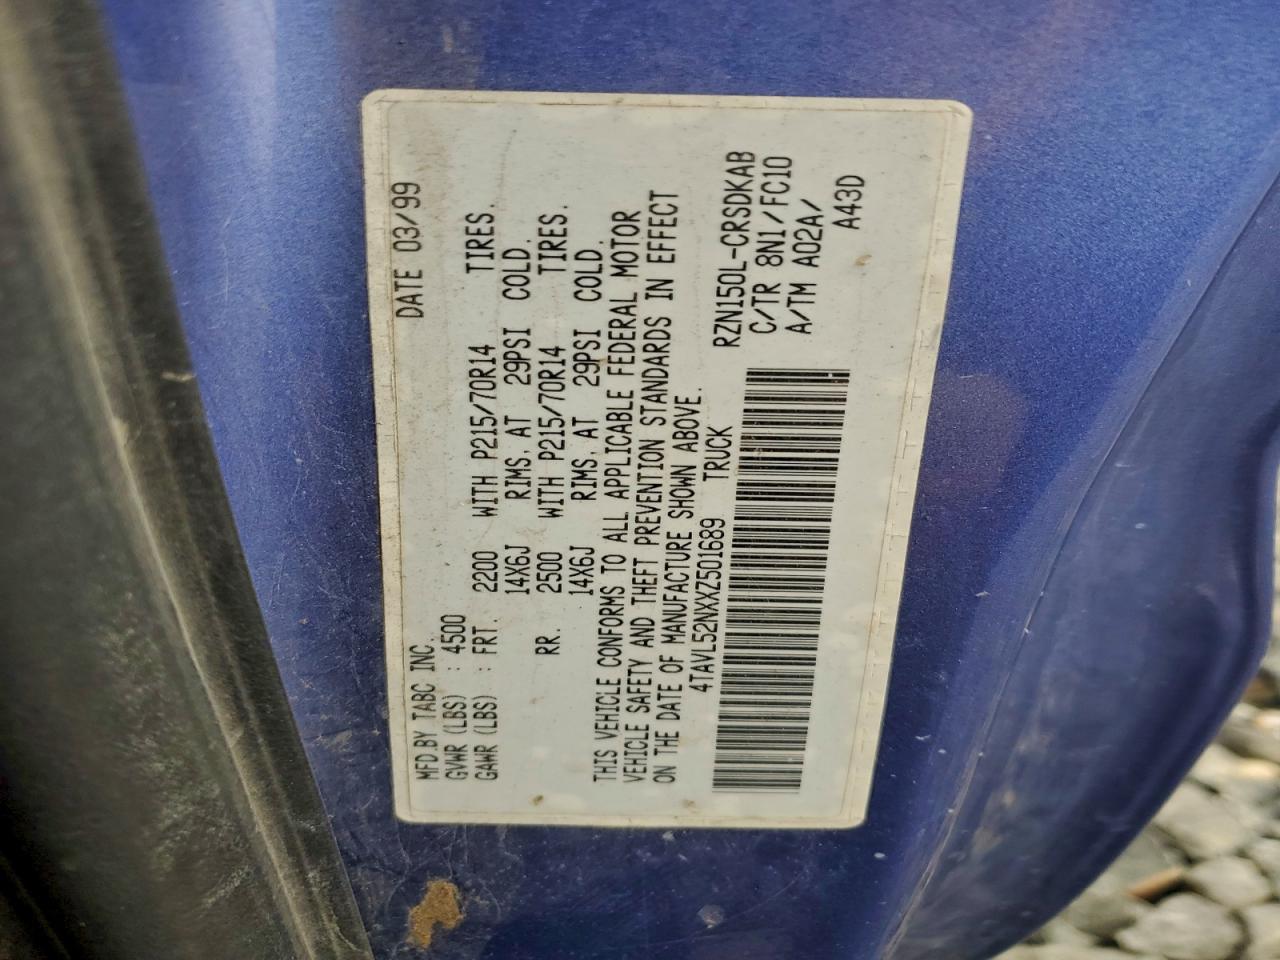 MFD.BY TABC INC. DATE 03/99
GVWR (LBS) : 4500
GAWR (LBS) : FRT. 2200 WITH P215/70R14 TIRES.
14X6J RIMS, AT 29PSI COLD.
RR. 2500 WITH P215/70R14 TIRES.
14X6J RIMS, AT 29PSI COLD.
THIS VEHICLE CONFORMS TO ALL APPLICABLE FEDERAL MOTOR
VEHICLE SAFETY AND THEFT PREVENTION STANDARDS IN EFFECT
ON THE DATE OF MANUFACTURE SHOWN ABOVE.
4TAVL52NXXZ501689 TRUCK
RZN150L-CRSDKAB
C/TR 8N1/FC10
A/TM A02A/
A43D